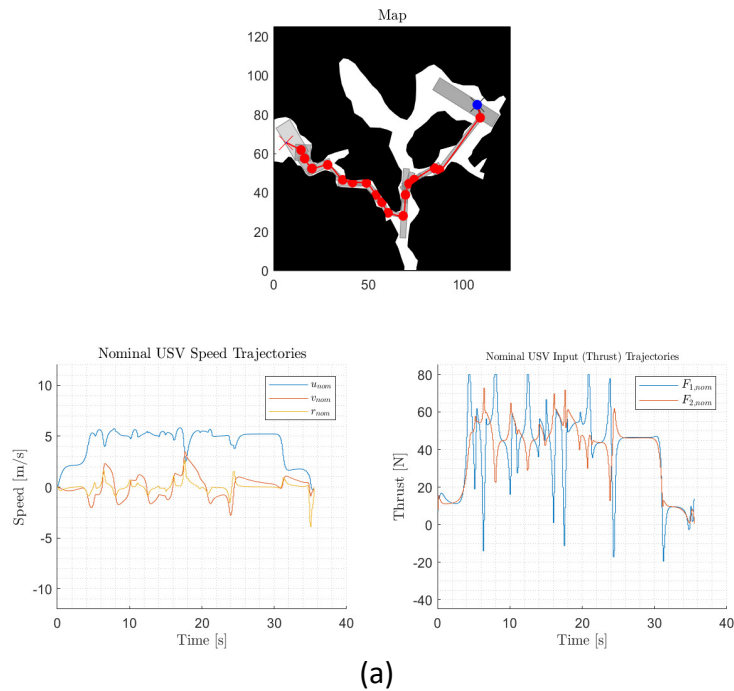 Map
120
100
80
60
40
20
0
0 50 100
Nominal USV Speed Trajectories
10
5
0
-5
-10
Speed [m/s]
u_nom
v_nom
r_nom
0 10 20 30 40
Time [s]
Nominal USV Input (Thrust) Trajectories
80
60
40
20
0
-20
-40
Thrust [N]
F_1,nom
F_2,nom
0 10 20 30 40
Time [s]
(a)